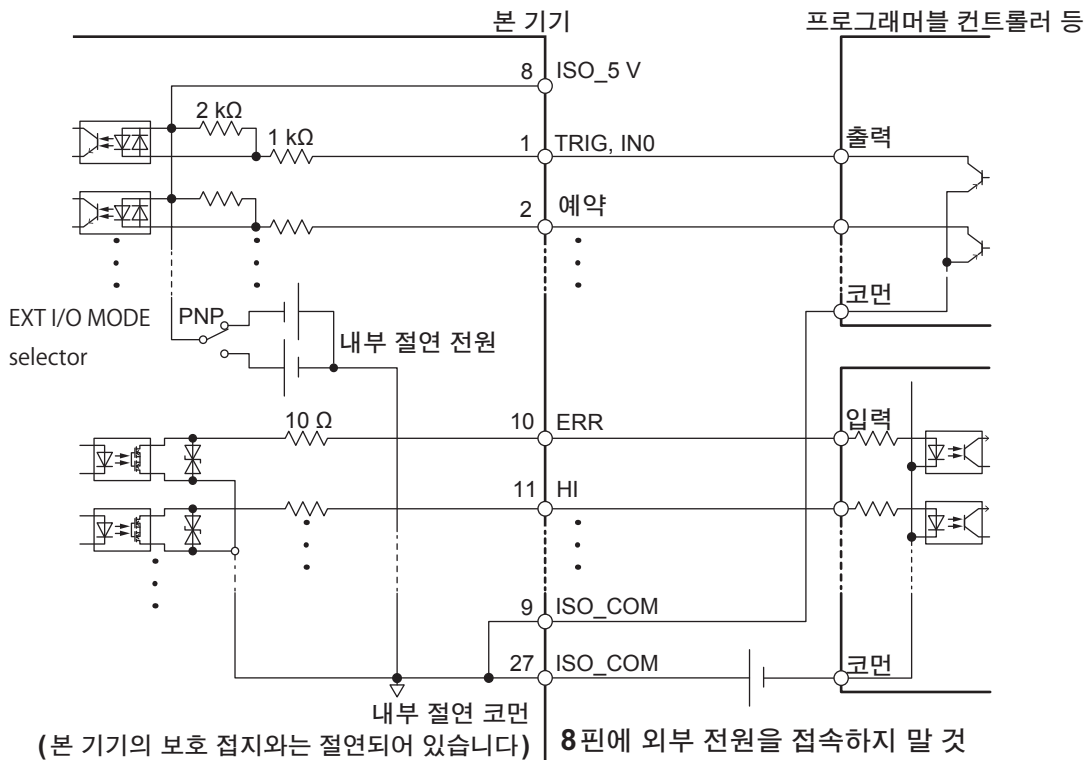 본 기기
프로그래머블 컨트롤러 등
8 ISO_5 V
2 kΩ
1 kΩ
1 TRIG, IN0
출력
2 예약
코먼
EXT I/O MODE
selector
PNP
내부 절연 전원
10 Ω
10 ERR
입력
11 HI
9 ISO_COM
27 ISO_COM
코먼
내부 절연 코먼
(본 기기의 보호 접지와는 절연되어 있습니다)
8핀에 외부 전원을 접속하지 말 것